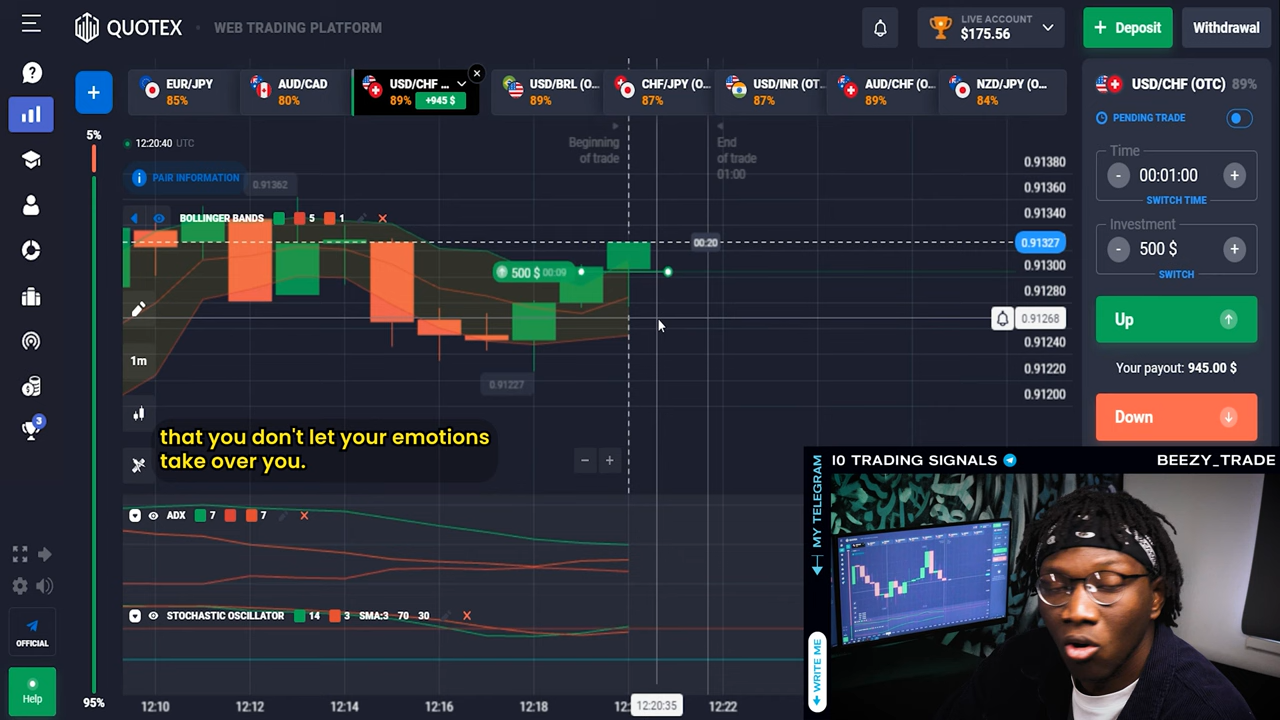 QUOTEX
WEB TRADING PLATFORM
LIVE ACCOUNT
$175.56
+ Deposit
Withdrawal
+
EUR/JPY
85%
AUD/CAD
80%
USD/CHF ...
89%
+945 $
USD/BRL (O...
89%
CHF/JPY (O...
87%
USD/INR (OT...
87%
AUD/CHF (O...
89%
NZD/JPY (O...
84%
USD/CHF (OTC) 89%
PENDING TRADE
Time
- 00:01:00 +
SWITCH TIME
Investment
- 500 $ +
SWITCH
Up
Your payout: 945.00 $
Down
5%
95%
12:20:40 UTC
PAIR INFORMATION
0.91362
BOLLINGER BANDS 5 1
Beginning
of trade
End
of trade
01:00
00:20
500 $ 00:09
0.91227
1m
0.91380
0.91360
0.91340
0.91327
0.91300
0.91280
0.91268
0.91240
0.91220
0.91200
that you don't let your emotions
take over you.
- +
ADX 7 7
STOCHASTIC OSCILLATOR 14 3 SMA:3 70 30
12:10
12:12
12:14
12:16
12:18
12:20:35
12:22
3
OFFICIAL
Help
10 TRADING SIGNALS
BEEZY_TRADE
MY TELEGRAM
WRITE ME